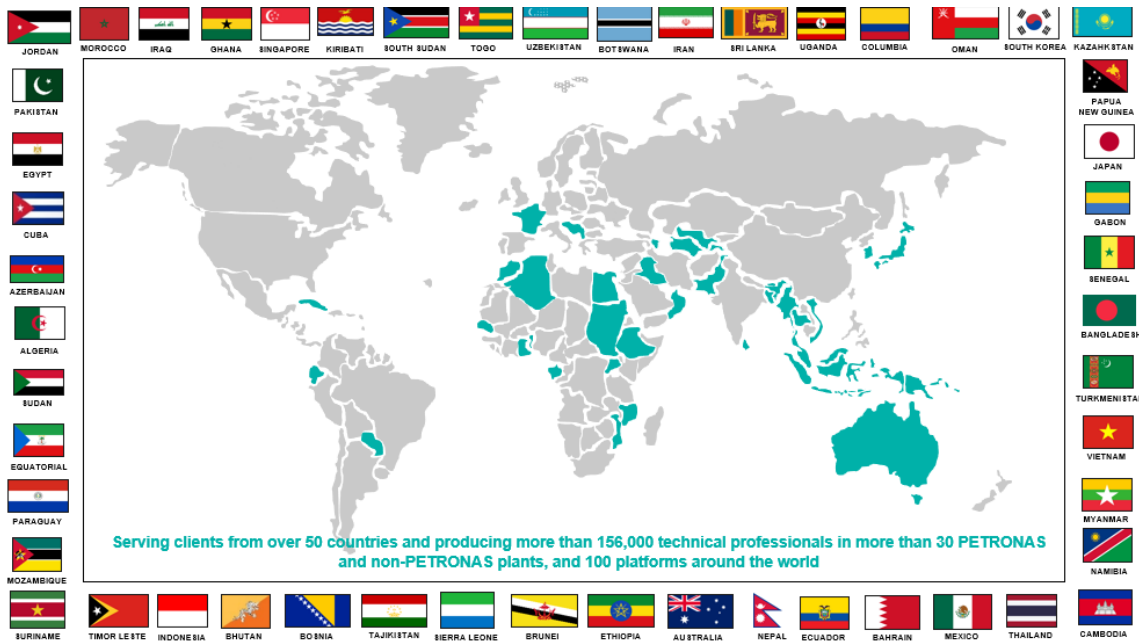 JORDAN
MOROCCO
IRAQ
GHANA
SINGAPORE
KIRIBATI
SOUTH SUDAN
TOGO
UZBEKISTAN
BOTSWANA
IRAN
SRI LANKA
UGANDA
COLUMBIA
OMAN
SOUTH KOREA
KAZAHKSTAN
PAKISTAN
EGYPT
CUBA
AZERBAIJAN
ALGERIA
SUDAN
EQUATORIAL
PARAGUAY
MOZAMBIQUE
PAPUA
NEW GUINEA
JAPAN
GABON
SENEGAL
BANGLADESH
TURKMENISTAN
VIETNAM
MYANMAR
NAMIBIA
Serving clients from over 50 countries and producing more than 156,000 technical professionals in more than 30 PETRONAS
and non-PETRONAS plants, and 100 platforms around the world
SURINAME
TIMOR LESTE
INDONESIA
BHUTAN
BOSNIA
TAJIKISTAN
SIERRA LEONE
BRUNEI
ETHIOPIA
AUSTRALIA
NEPAL
ECUADOR
BAHRAIN
MEXICO
THAILAND
CAMBODIA